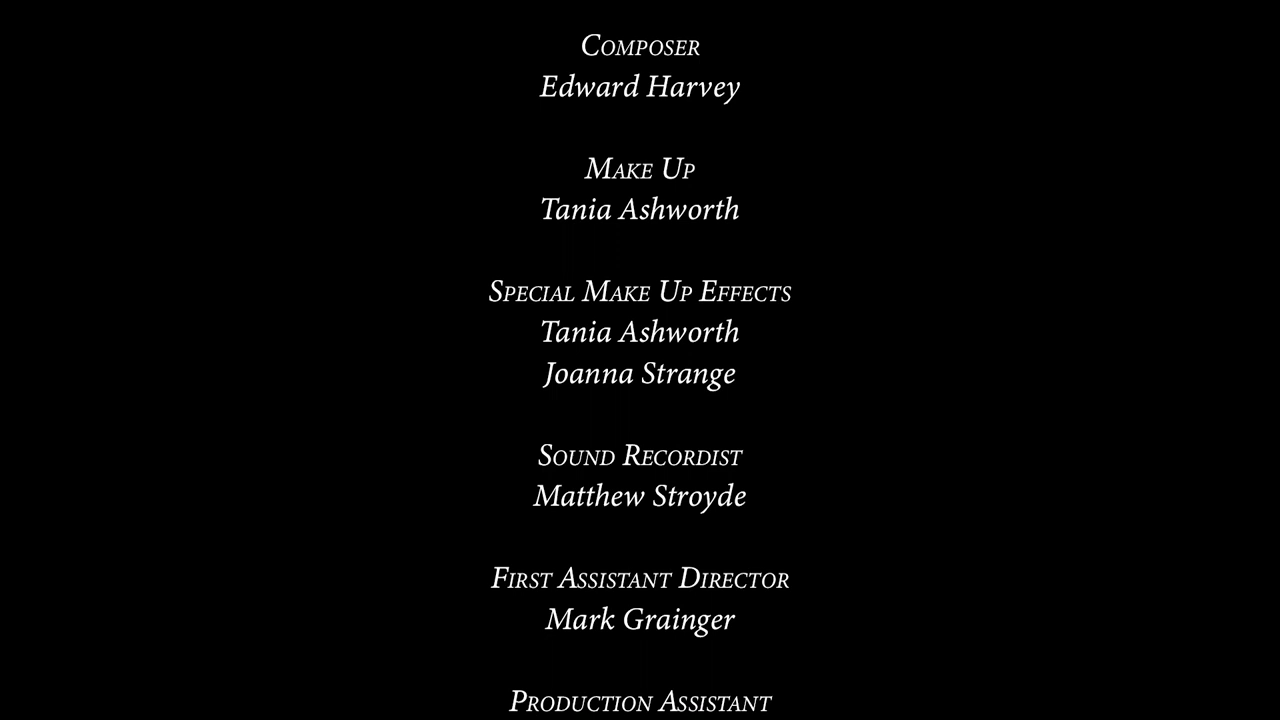 Composer
Edward Harvey
Make Up
Tania Ashworth
Special Make Up Effects
Tania Ashworth
Joanna Strange
Sound Recordist
Matthew Stroyde
First Assistant Director
Mark Grainger
Production Assistant